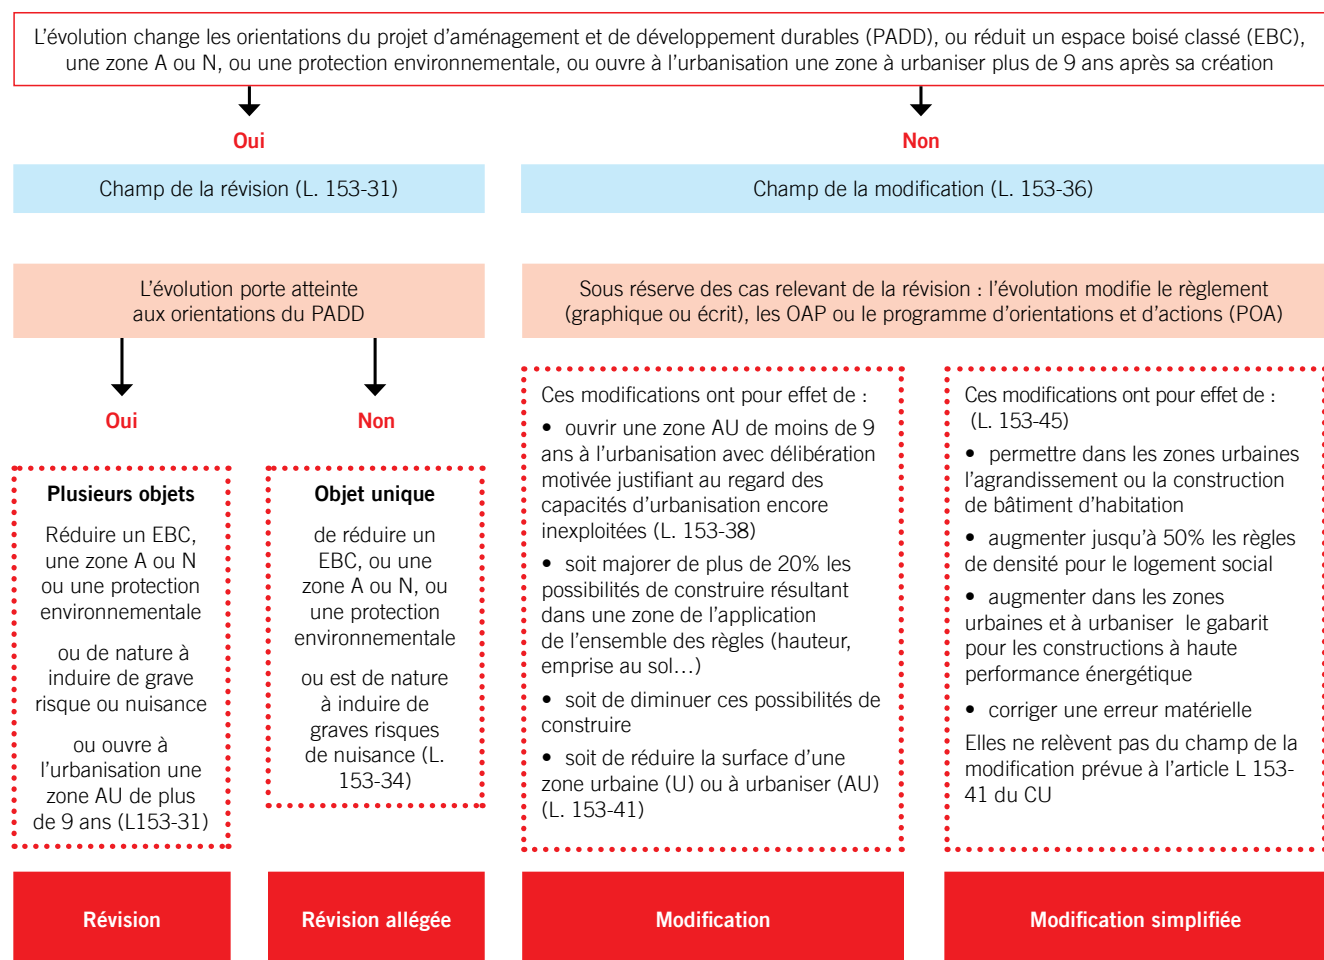 L'évolution change les orientations du projet d'aménagement et de développement durables (PADD), ou réduit un espace boisé classé (EBC),
une zone A ou N, ou une protection environnementale, ou ouvre à l'urbanisation une zone à urbaniser plus de 9 ans après sa création
Oui
Non
Champ de la révision (L. 153-31)
Champ de la modification (L. 153-36)
L'évolution porte atteinte
aux orientations du PADD
Sous réserve des cas relevant de la révision : l'évolution modifie le règlement
(graphique ou écrit), les OAP ou le programme d'orientations et d'actions (POA)
Oui
Non
Plusieurs objets
Réduire un EBC,
une zone A ou N
ou une protection
environnementale
ou de nature à
induire de grave
risque ou nuisance
ou ouvre à
l'urbanisation une
zone AU de plus
de 9 ans (L153-31)
Objet unique
de réduire un
EBC, ou une
zone A ou N, ou
une protection
environnementale
ou est de nature
à induire de
graves risques
de nuisance (L.
153-34)
Ces modifications ont pour effet de :
• ouvrir une zone AU de moins de 9
ans à l'urbanisation avec délibération
motivée justifiant au regard des
capacités d'urbanisation encore
inexploitées (L. 153-38)
• soit majorer de plus de 20% les
possibilités de construire résultant
dans une zone de l'application
de l'ensemble des règles (hauteur,
emprise au sol…)
• soit de diminuer ces possibilités de
construire
• soit de réduire la surface d'une
zone urbaine (U) ou à urbaniser (AU)
(L. 153-41)
Ces modifications ont pour effet de :
(L. 153-45)
• permettre dans les zones urbaines
l'agrandissement ou la construction
de bâtiment d'habitation
• augmenter jusqu'à 50% les règles
de densité pour le logement social
• augmenter dans les zones
urbaines et à urbaniser le gabarit
pour les constructions à haute
performance énergétique
• corriger une erreur matérielle
Elles ne relèvent pas du champ de la
modification prévue à l'article L 153-
41 du CU
Révision
Révision allégée
Modification
Modification simplifiée